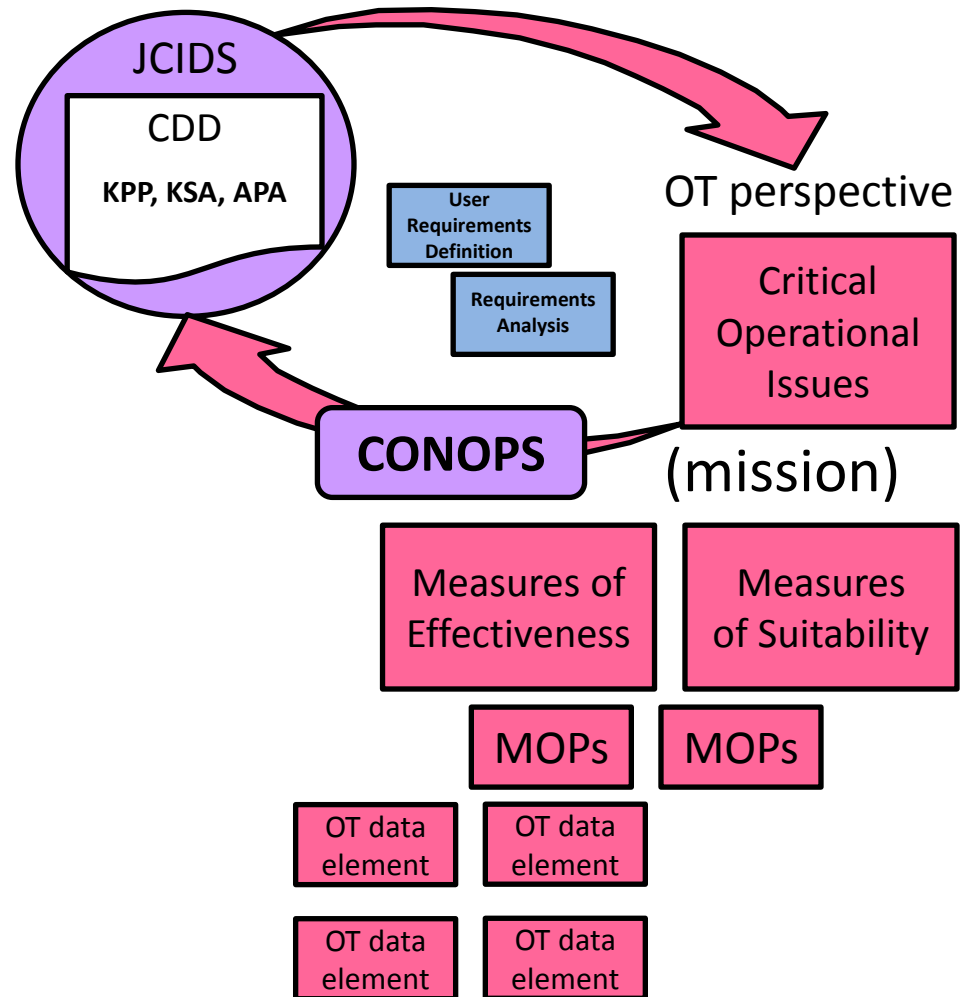 JCIDS
CDD
KPP, KSA, APA
User
Requirements
Definition
Requirements
Analysis
OT perspective
Critical
Operational
Issues
CONOPS
(mission)
Measures of
Effectiveness
Measures
of Suitability
MOPs
MOPs
OT data
element
OT data
element
OT data
element
OT data
element